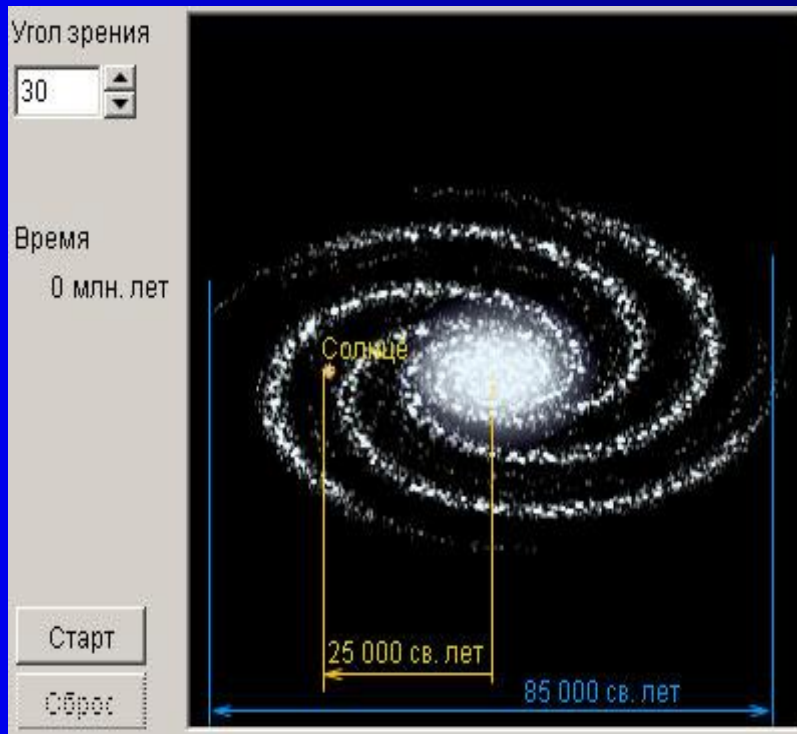 Угол зрения
30
Время
0 млн. лет
Солнце
25 000 св. лет
85 000 св. лет
Старт
Сброс